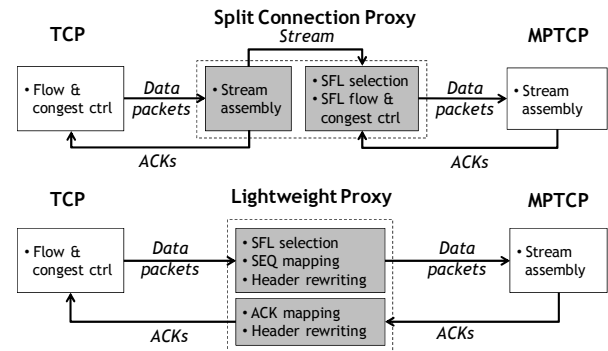 TCP
Split Connection Proxy
MPTCP
Stream
• Flow &
congest ctrl
Data
packets
• Stream
assembly
• SFL selection
• SFL flow &
congest ctrl
Data
packets
• Stream
assembly
ACKs
ACKs
TCP
Lightweight Proxy
MPTCP
• Flow &
congest ctrl
Data
packets
• SFL selection
• SEQ mapping
• Header rewriting
Data
packets
• Stream
assembly
• ACK mapping
• Header rewriting
ACKs
ACKs